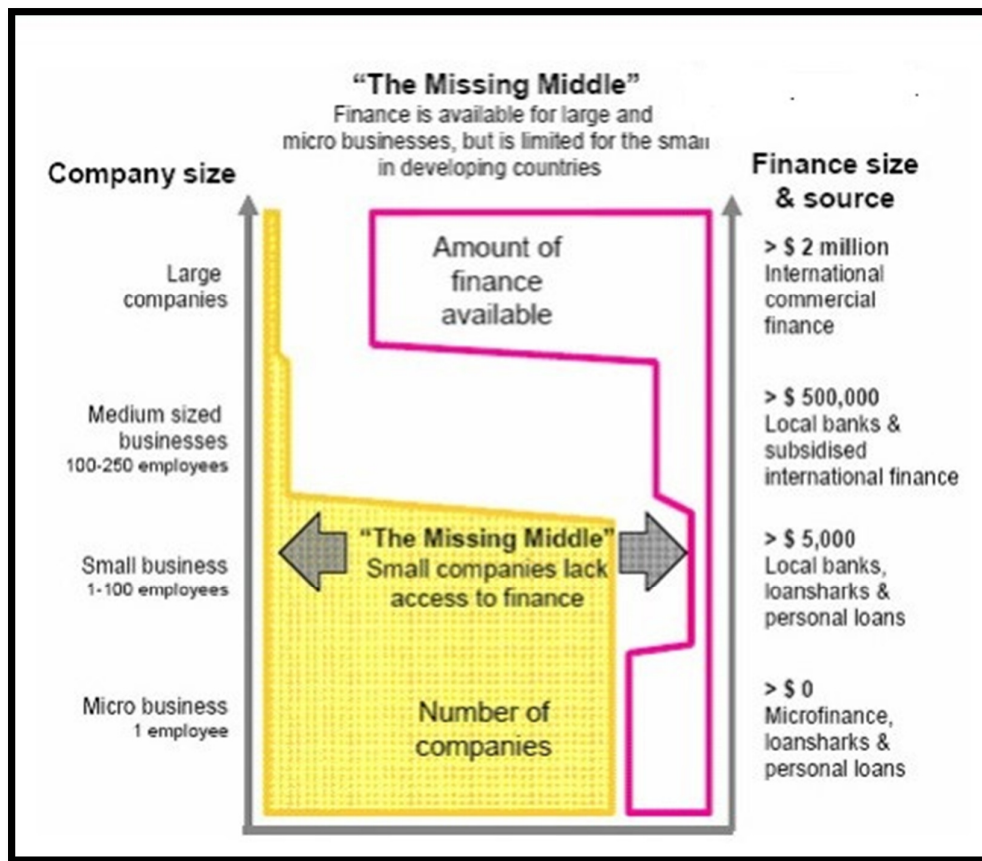 “The Missing Middle”
Finance is available for large and
micro businesses, but is limited for the small
in developing countries
Company size
Finance size
& source
Large
companies
Medium sized
businesses
100-250 employees
Small business
1-100 employees
Micro business
1 employee
Amount of
finance
available
“The Missing Middle”
Small companies lack
access to finance
Number of
companies
> $ 2 million
International
commercial
finance
> $ 500,000
Local banks &
subsidised
international finance
> $ 5,000
Local banks,
loansharks &
personal loans
> $ 0
Microfinance,
loansharks &
personal loans